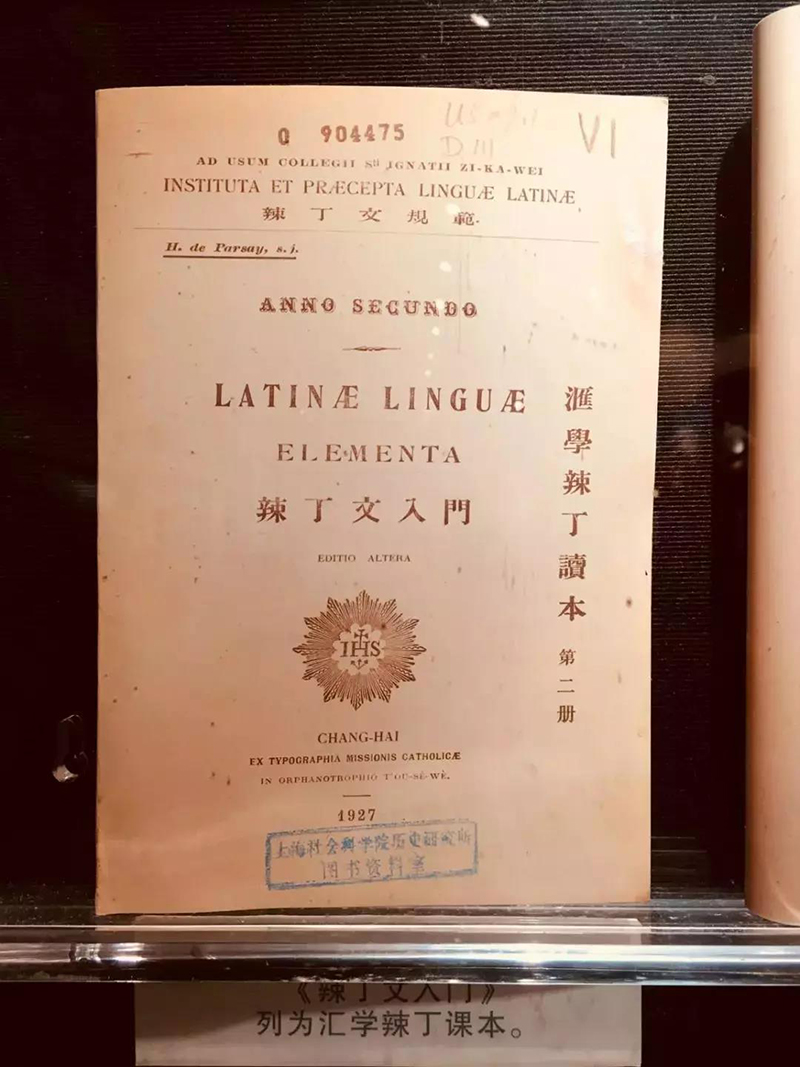 Q 904475
VI
D III
AD USUM COLLEGII Sti IGNATII ZI-KA-WEI
INSTITUTA ET PRÆCEPTA LINGUÆ LATINÆ
辣丁文規範.
H. de Parsay, s. j.
ANNO SECUNDO
LATINÆ LINGUÆ
ELEMENTA
辣丁文入門
EDITIO ALTERA
滙學辣丁讀本 第二册
IHS
CHANG-HAI
EX TYPOGRAPHIA MISSIONIS CATHOLICÆ
IN ORPHANOTROPHIO T'OU-SÈ-WÈ.
1927
上海社会科学院历史研究所
图书资料室
《辣丁文入门》
列为汇学辣丁课本。